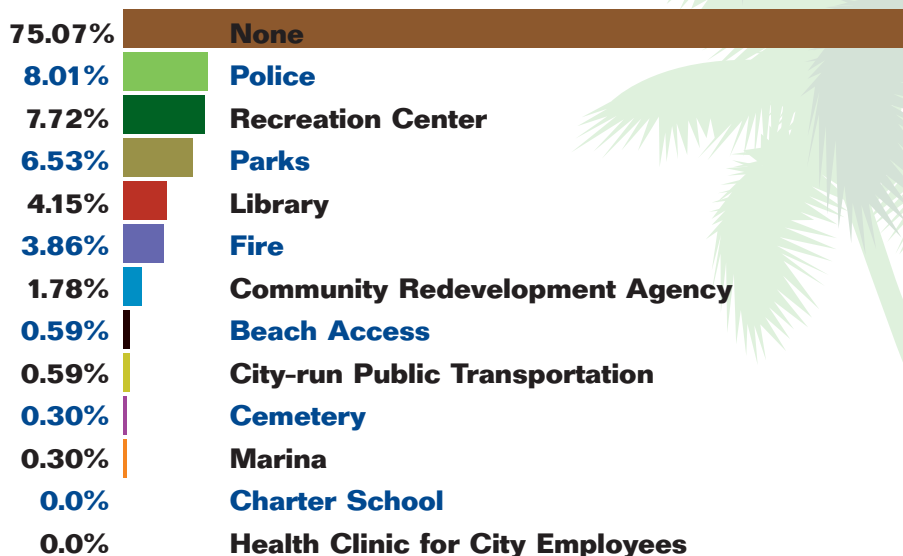 75.07% None
8.01% Police
7.72% Recreation Center
6.53% Parks
4.15% Library
3.86% Fire
1.78% Community Redevelopment Agency
0.59% Beach Access
0.59% City-run Public Transportation
0.30% Cemetery
0.30% Marina
0.0% Charter School
0.0% Health Clinic for City Employees